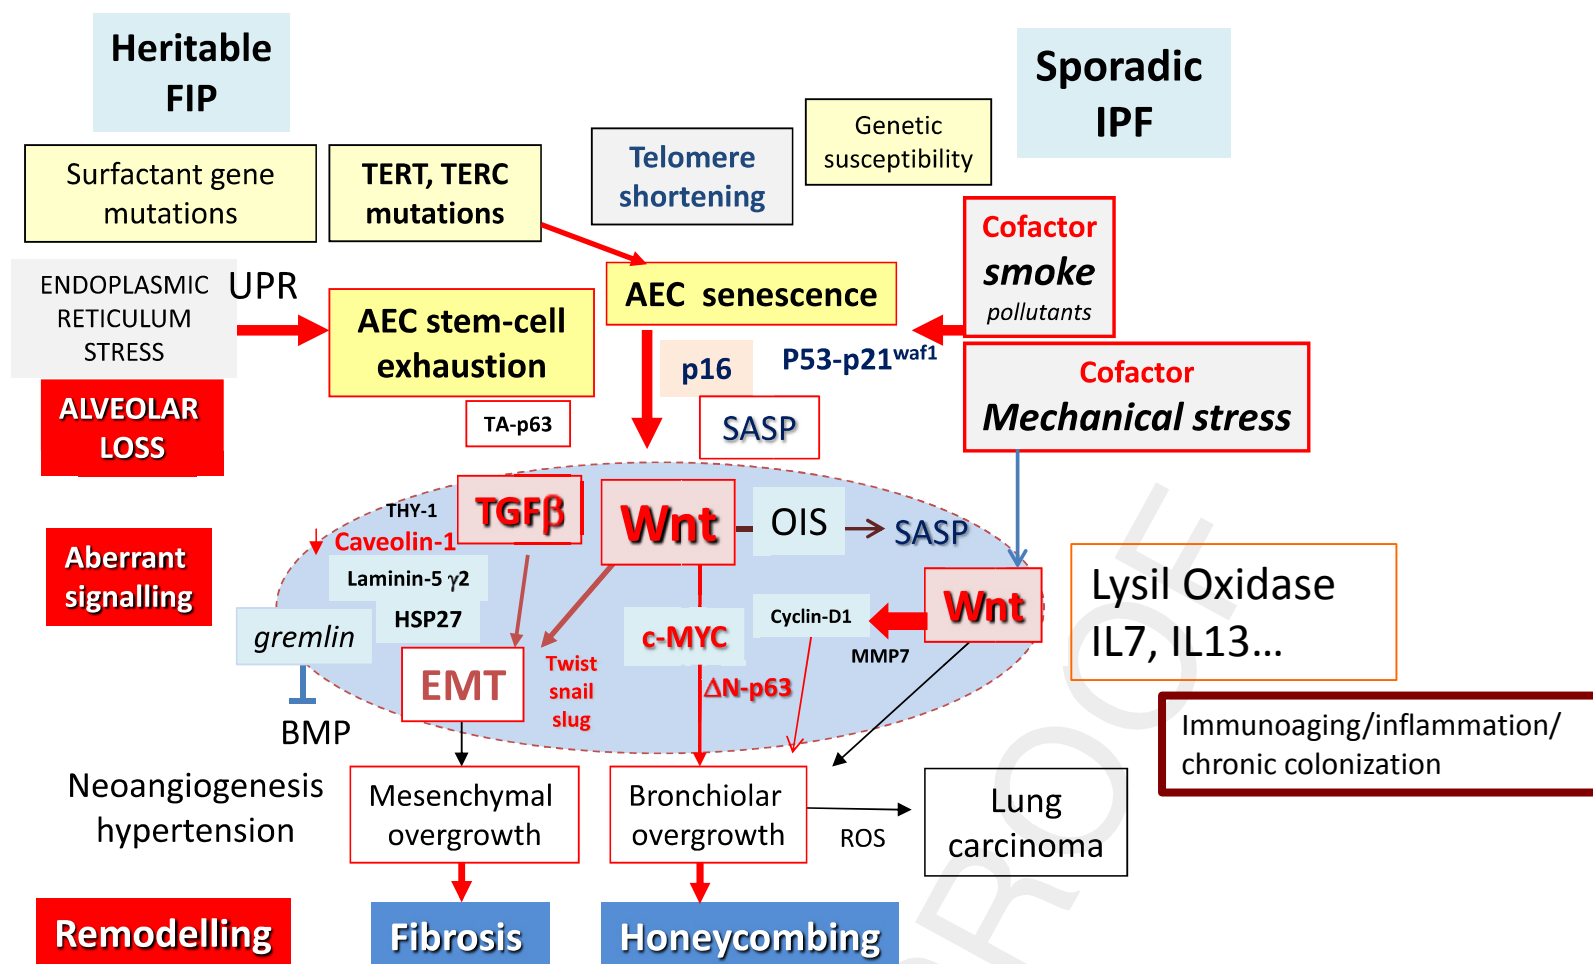 Heritable
FIP
Sporadic
IPF
Surfactant gene
mutations
TERT, TERC
mutations
Telomere
shortening
Genetic
susceptibility
Cofactor
smoke
pollutants
ENDOPLASMIC
RETICULUM
STRESS
UPR
AEC stem-cell
exhaustion
AEC senescence
p16
P53-p21waf1
Cofactor
Mechanical stress
ALVEOLAR
LOSS
TA-p63
SASP
THY-1
TGFβ
Wnt
OIS
SASP
Caveolin-1
Aberrant
signalling
Laminin-5 γ2
HSP27
gremlin
BMP
EMT
Twist
snail
slug
c-MYC
ΔN-p63
Cyclin-D1
MMP7
Wnt
Lysil Oxidase
IL7, IL13...
Immunoaging/inflammation/
chronic colonization
Neoangiogenesis
hypertension
Mesenchymal
overgrowth
Bronchiolar
overgrowth
ROS
Lung
carcinoma
Remodelling
Fibrosis
Honeycombing
PROOF